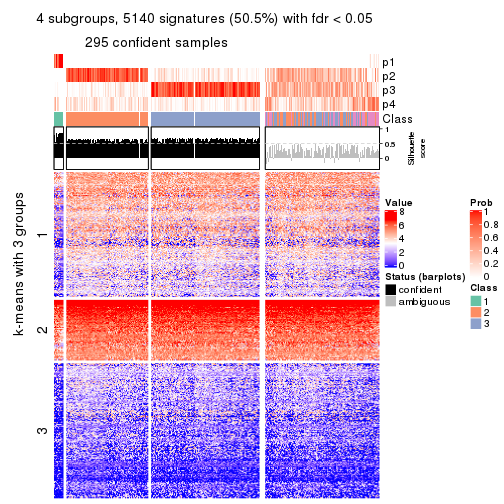 4 subgroups, 5140 signatures (50.5%) with fdr < 0.05
295 confident samples
p1
p2
p3
p4
Class
1
0.5
0
Silhouette
score
k-means with 3 groups
1
2
3
Value
8
6
4
2
0
Status (barplots)
confident
ambiguous
Prob
1
0.8
0.6
0.4
0.2
0
Class
1
2
3